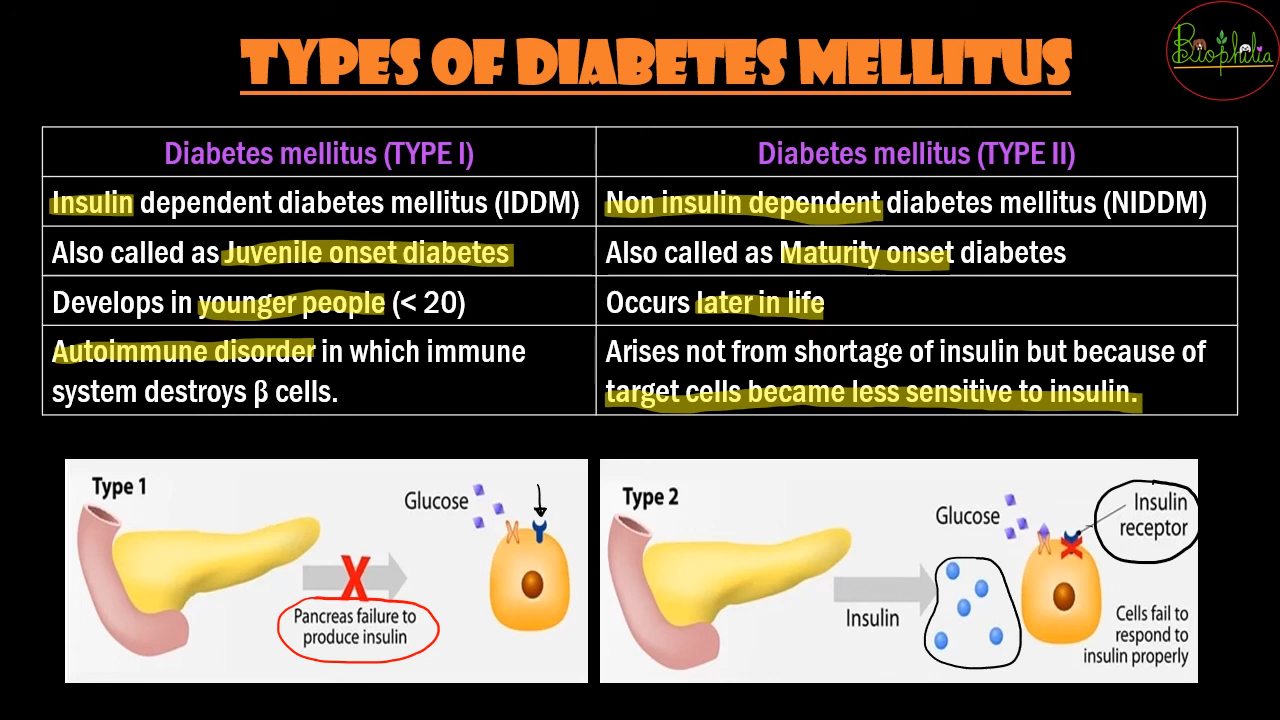 TYPES OF DIABETES MELLITUS
Biophilia
Diabetes mellitus (TYPE I)
Diabetes mellitus (TYPE II)
Insulin dependent diabetes mellitus (IDDM)
Non insulin dependent diabetes mellitus (NIDDM)
Also called as Juvenile onset diabetes
Also called as Maturity onset diabetes
Develops in younger people (< 20)
Occurs later in life
Autoimmune disorder in which immune
system destroys β cells.
Arises not from shortage of insulin but because of
target cells became less sensitive to insulin.
Type 1
Glucose
X
Pancreas failure to
produce insulin
Type 2
Glucose
Insulin
receptor
Insulin
Cells fail to
respond to
insulin properly